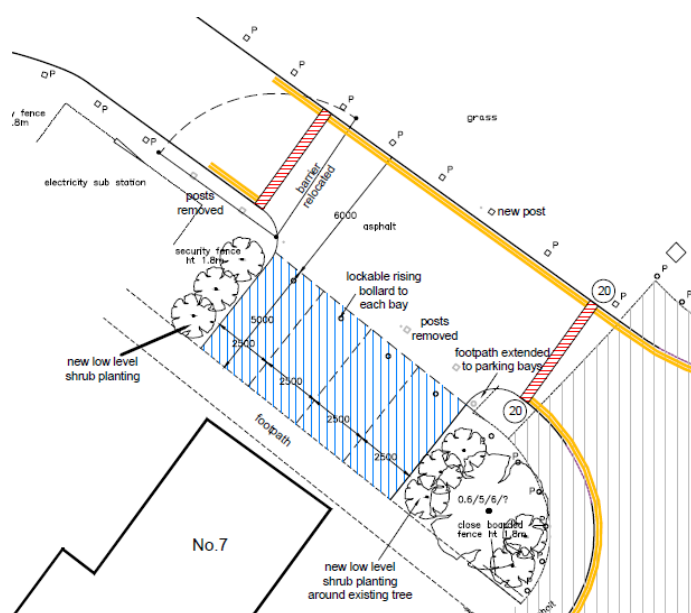 P
P
P
P
P
P
P
P
P
P
y fence
.8m
grass
electricity sub station
barrier
relocated
posts
removed
6000
asphalt
new post
security fence
ht 1.8m
lockable rising
bollard to
each bay
20
P
P
P
5000
2500
2500
2500
2500
posts
removed
footpath extended
to parking bays
new low level
shrub planting
footpath
20
P
P
P
P
P
P
0.6/5/6/?
close boarded
fence ht 1.8m
No.7
new low level
shrub planting
around existing tree